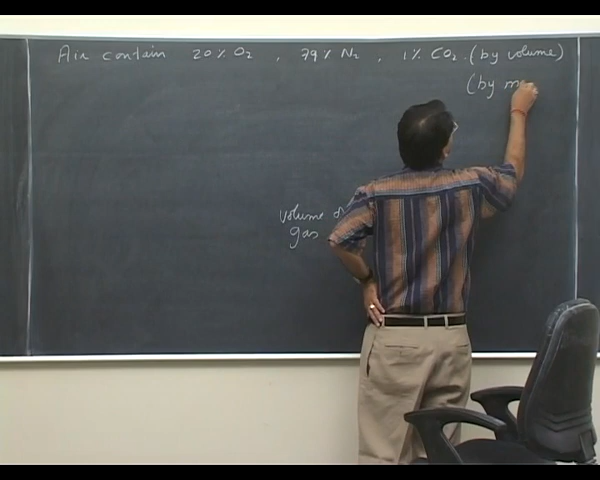 Air contain 20% O2, 79% N2, 1% CO2. (by volume)
(by m
volume
gas